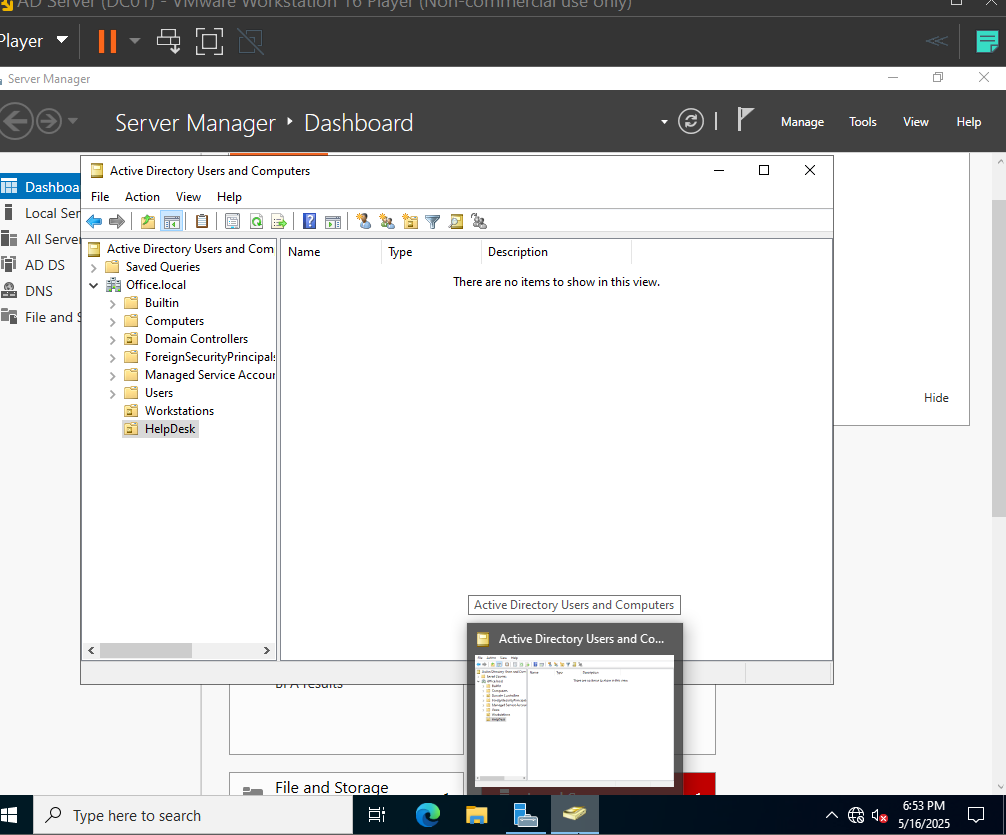 AD Server (DC01) - VMware Workstation 16 Player (Non-commercial use only)
Player
Server Manager
Server Manager
Dashboard
Manage
Tools
View
Help
Dashboa
Local Ser
All Server
AD DS
DNS
File and S
Active Directory Users and Computers
File
Action
View
Help
Active Directory Users and Com
Saved Queries
Office.local
Builtin
Computers
Domain Controllers
ForeignSecurityPrincipals
Managed Service Accour
Users
Workstations
HelpDesk
Name
Type
Description
There are no items to show in this view.
Hide
Active Directory Users and Computers
Active Directory Users and Co...
BPA results
File and Storage
Type here to search
6:53 PM
5/16/2025